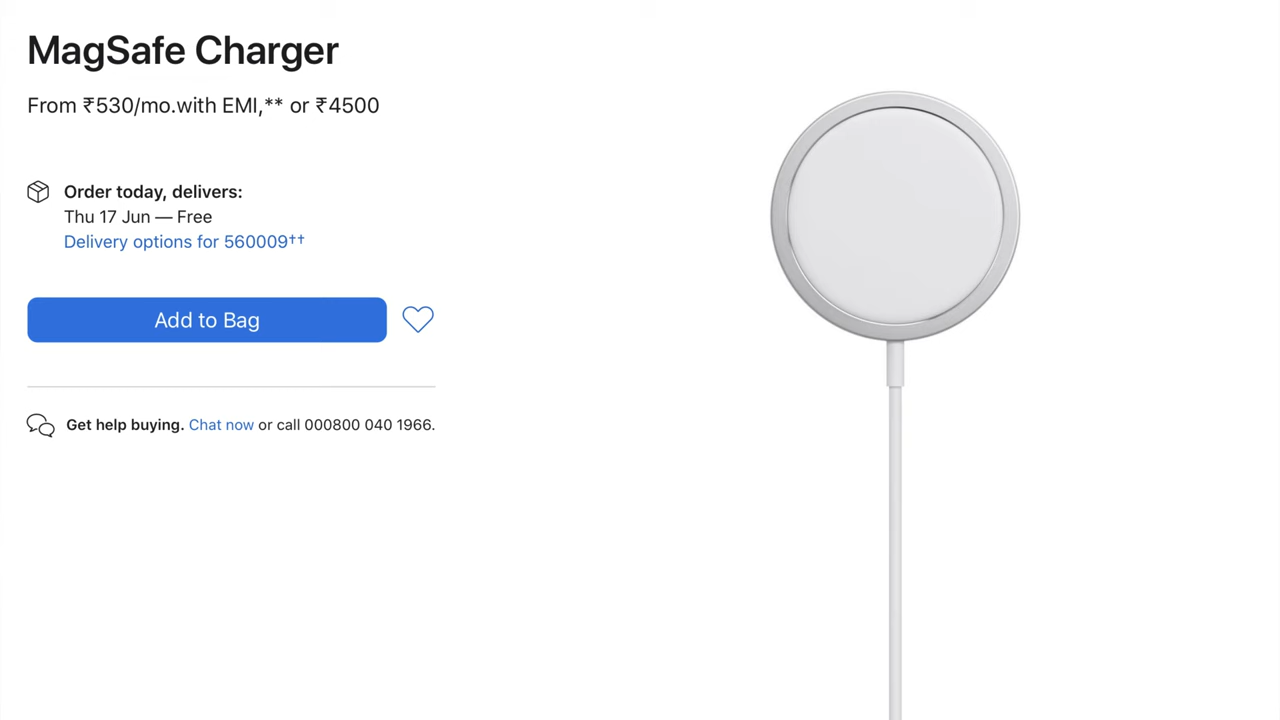 MagSafe Charger
From ₹530/mo.with EMI,** or ₹4500
Order today, delivers:
Thu 17 Jun — Free
Delivery options for 560009††
Add to Bag
Get help buying. Chat now or call 000800 040 1966.